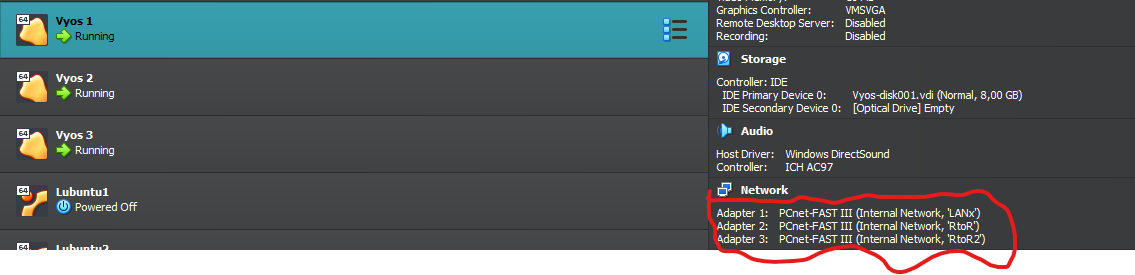 64
Vyos 1
Running
64
Vyos 2
Running
64
Vyos 3
Running
64
Lubuntu1
Powered Off
64
Lubuntu2
Graphics Controller: VMSVGA
Remote Desktop Server: Disabled
Recording: Disabled
Storage
Controller: IDE
IDE Primary Device 0: Vyos-disk001.vdi (Normal, 8,00 GB)
IDE Secondary Device 0: [Optical Drive] Empty
Audio
Host Driver: Windows DirectSound
Controller: ICH AC97
Network
Adapter 1: PCnet-FAST III (Internal Network, 'LANx')
Adapter 2: PCnet-FAST III (Internal Network, 'RtoR')
Adapter 3: PCnet-FAST III (Internal Network, 'RtoR2')